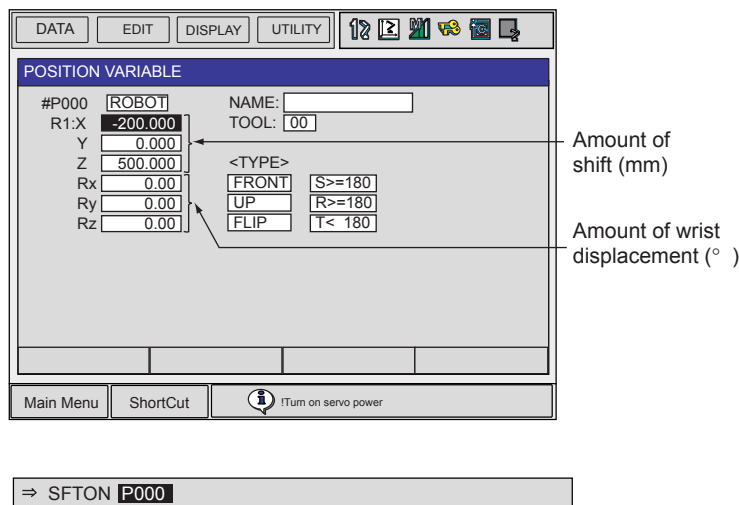 DATA EDIT DISPLAY UTILITY
POSITION VARIABLE
#P000 ROBOT NAME:
R1:X -200.000 TOOL: 00
Y 0.000
Z 500.000 <TYPE>
Rx 0.00 FRONT S>=180
Ry 0.00 UP R>=180
Rz 0.00 FLIP T< 180
Amount of
shift (mm)
Amount of wrist
displacement (° )
Main Menu ShortCut !Turn on servo power
⇒ SFTON P000